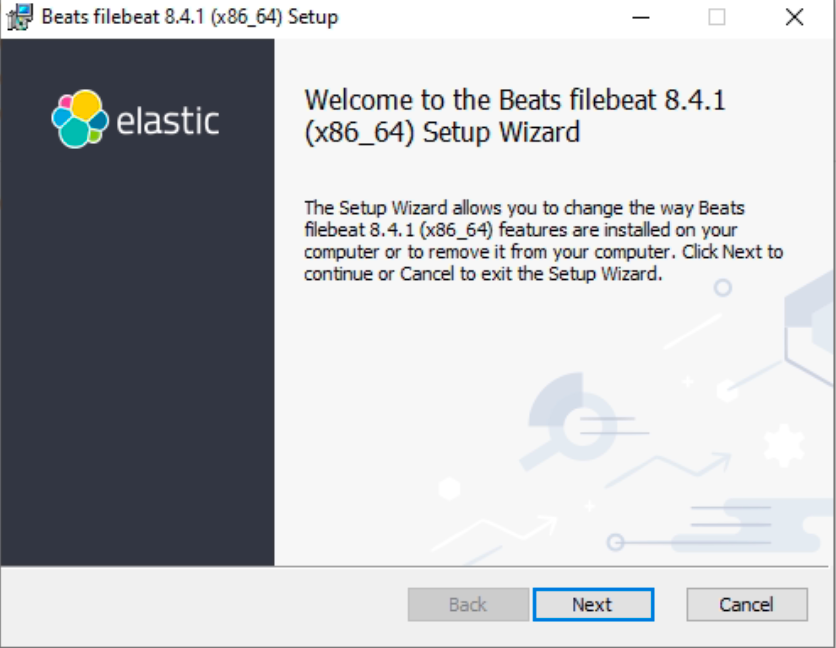 Beats filebeat 8.4.1 (x86_64) Setup
elastic
Welcome to the Beats filebeat 8.4.1
(x86_64) Setup Wizard
The Setup Wizard allows you to change the way Beats
filebeat 8.4.1 (x86_64) features are installed on your
computer or to remove it from your computer. Click Next to
continue or Cancel to exit the Setup Wizard.
Back Next Cancel